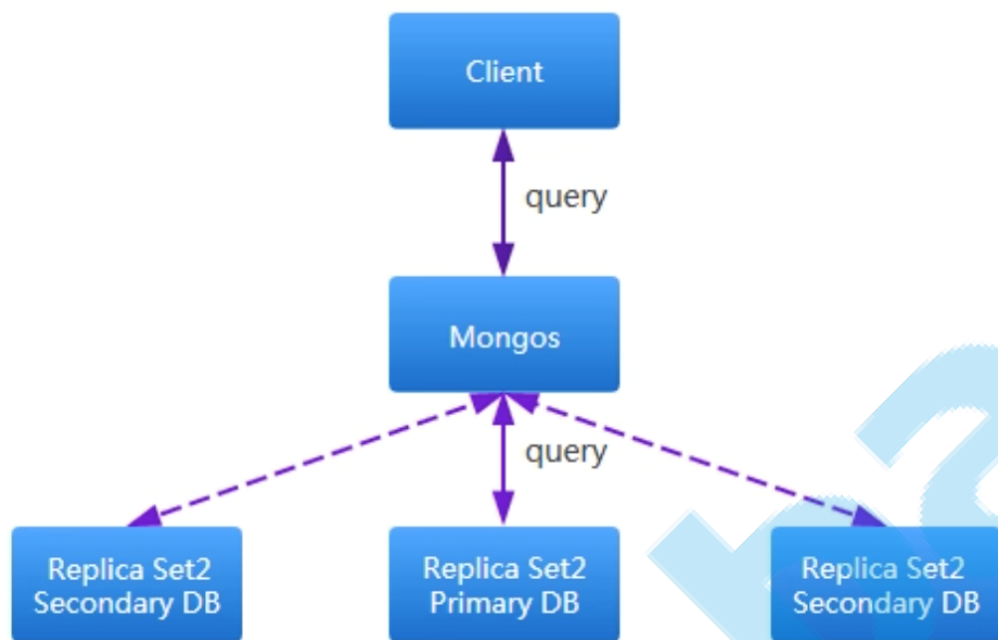 Client
query
Mongos
query
Replica Set2
Secondary DB
Replica Set2
Primary DB
Replica Set2
Secondary DB